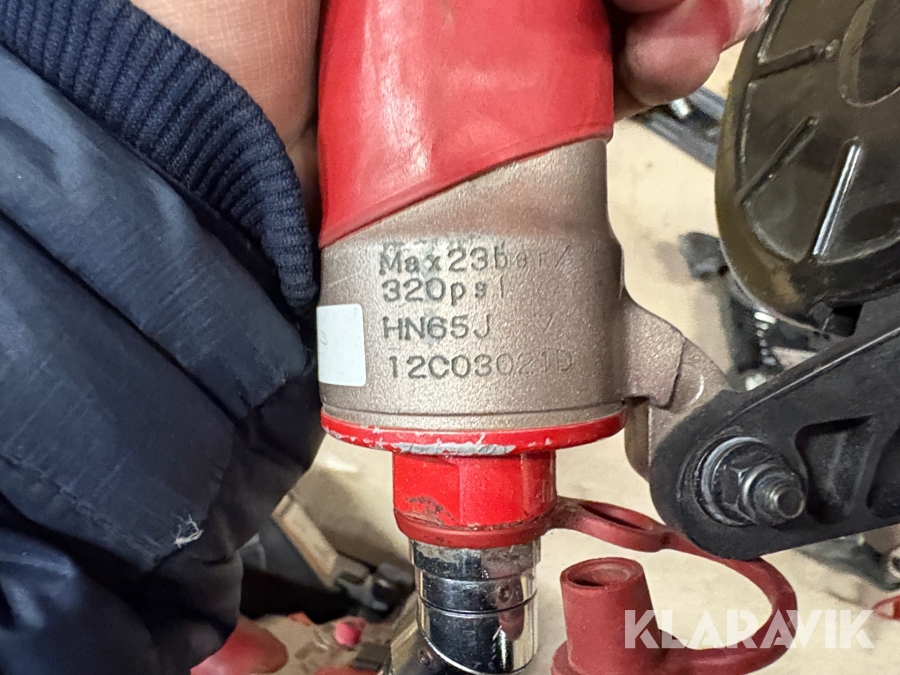 Max23bar/
320psi
HN65J
12C03021D
KLARAVIK